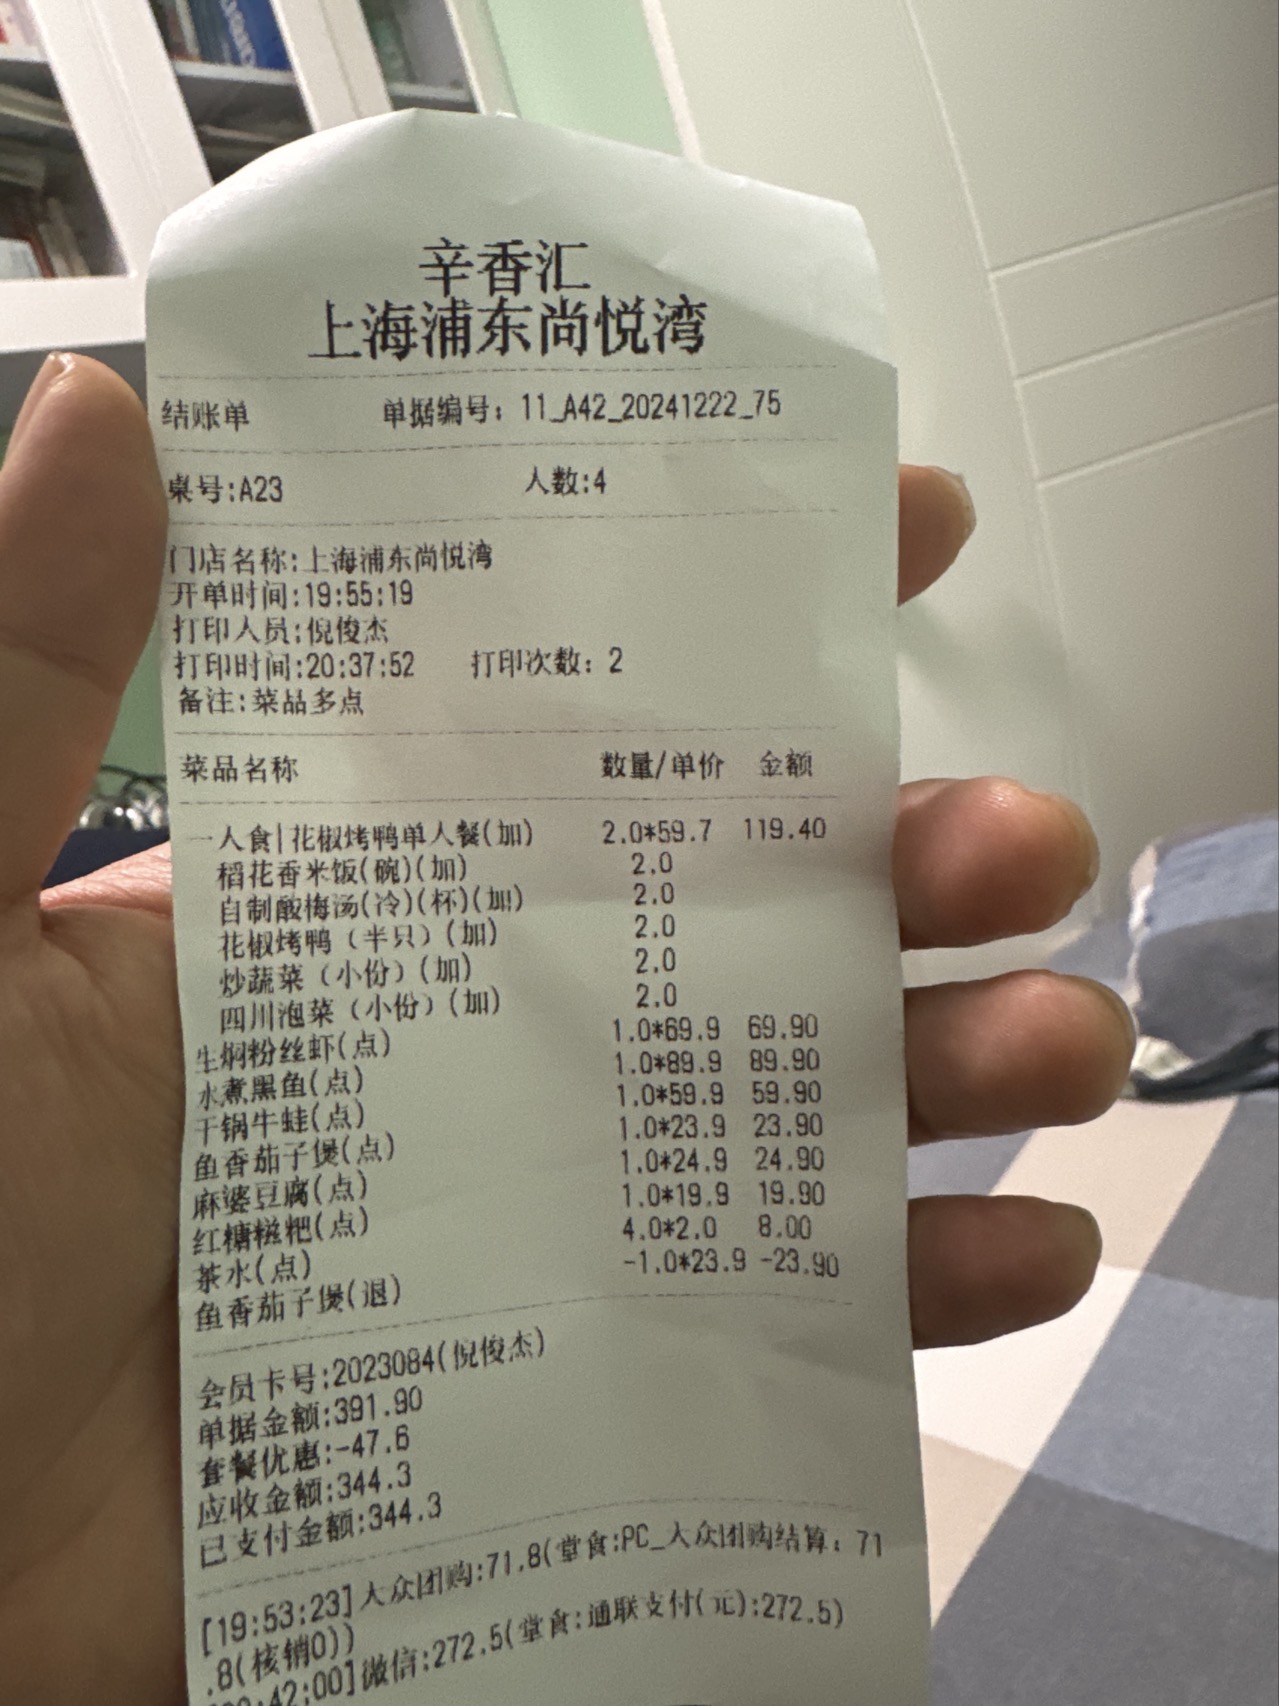 辛香汇
上海浦东尚悦湾
结账单 单据编号：11_A42_20241222_75
桌号:A23 人数:4
门店名称:上海浦东尚悦湾
开单时间:19:55:19
打印人员:倪俊杰
打印时间:20:37:52 打印次数：2
备注:菜品多点
菜品名称 数量/单价 金额
一人食|花椒烤鸭单人餐(加) 2.0*59.7 119.40
稻花香米饭(碗)(加) 2.0
自制酸梅汤(冷)(杯)(加) 2.0
花椒烤鸭（半只）(加) 2.0
炒蔬菜（小份）(加) 2.0
四川泡菜（小份）(加) 2.0
生焖粉丝虾(点) 1.0*69.9 69.90
水煮黑鱼(点) 1.0*89.9 89.90
干锅牛蛙(点) 1.0*59.9 59.90
鱼香茄子煲(点) 1.0*23.9 23.90
麻婆豆腐(点) 1.0*24.9 24.90
红糖糍粑(点) 1.0*19.9 19.90
茶水(点) 4.0*2.0 8.00
鱼香茄子煲(退) -1.0*23.9 -23.90
会员卡号:2023084(倪俊杰)
单据金额:391.90
套餐优惠:-47.6
应收金额:344.3
已支付金额:344.3
[19:53:23]大众团购:71.8(堂食:PC_大众团购结算：71
.8(核销0))
:42:00]微信:272.5(堂食:通联支付(元):272.5)